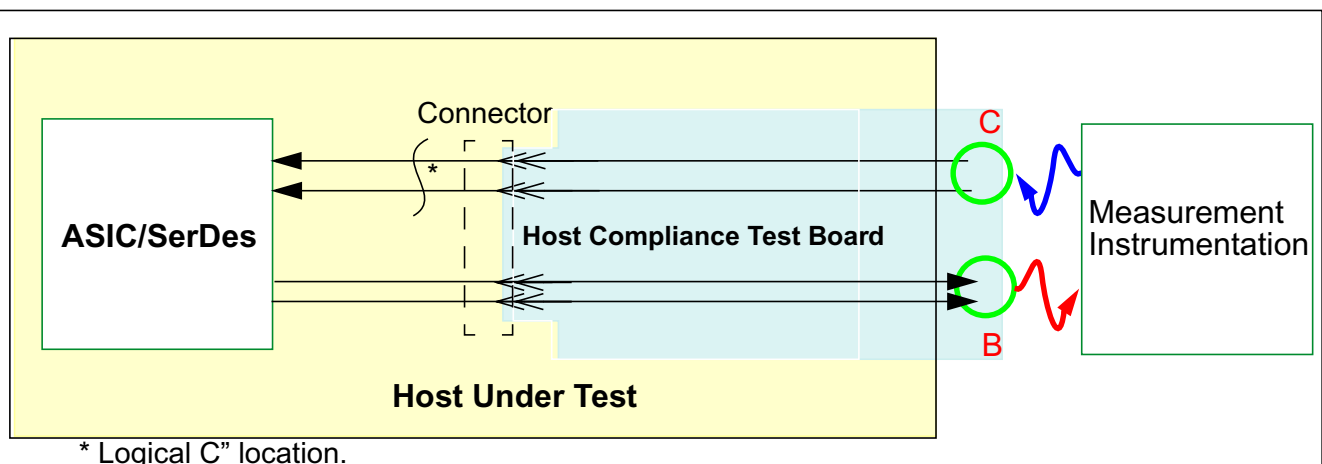 Connector
C
*
ASIC/SerDes
Host Compliance Test Board
Measurement
Instrumentation
B
Host Under Test
* Logical C” location.